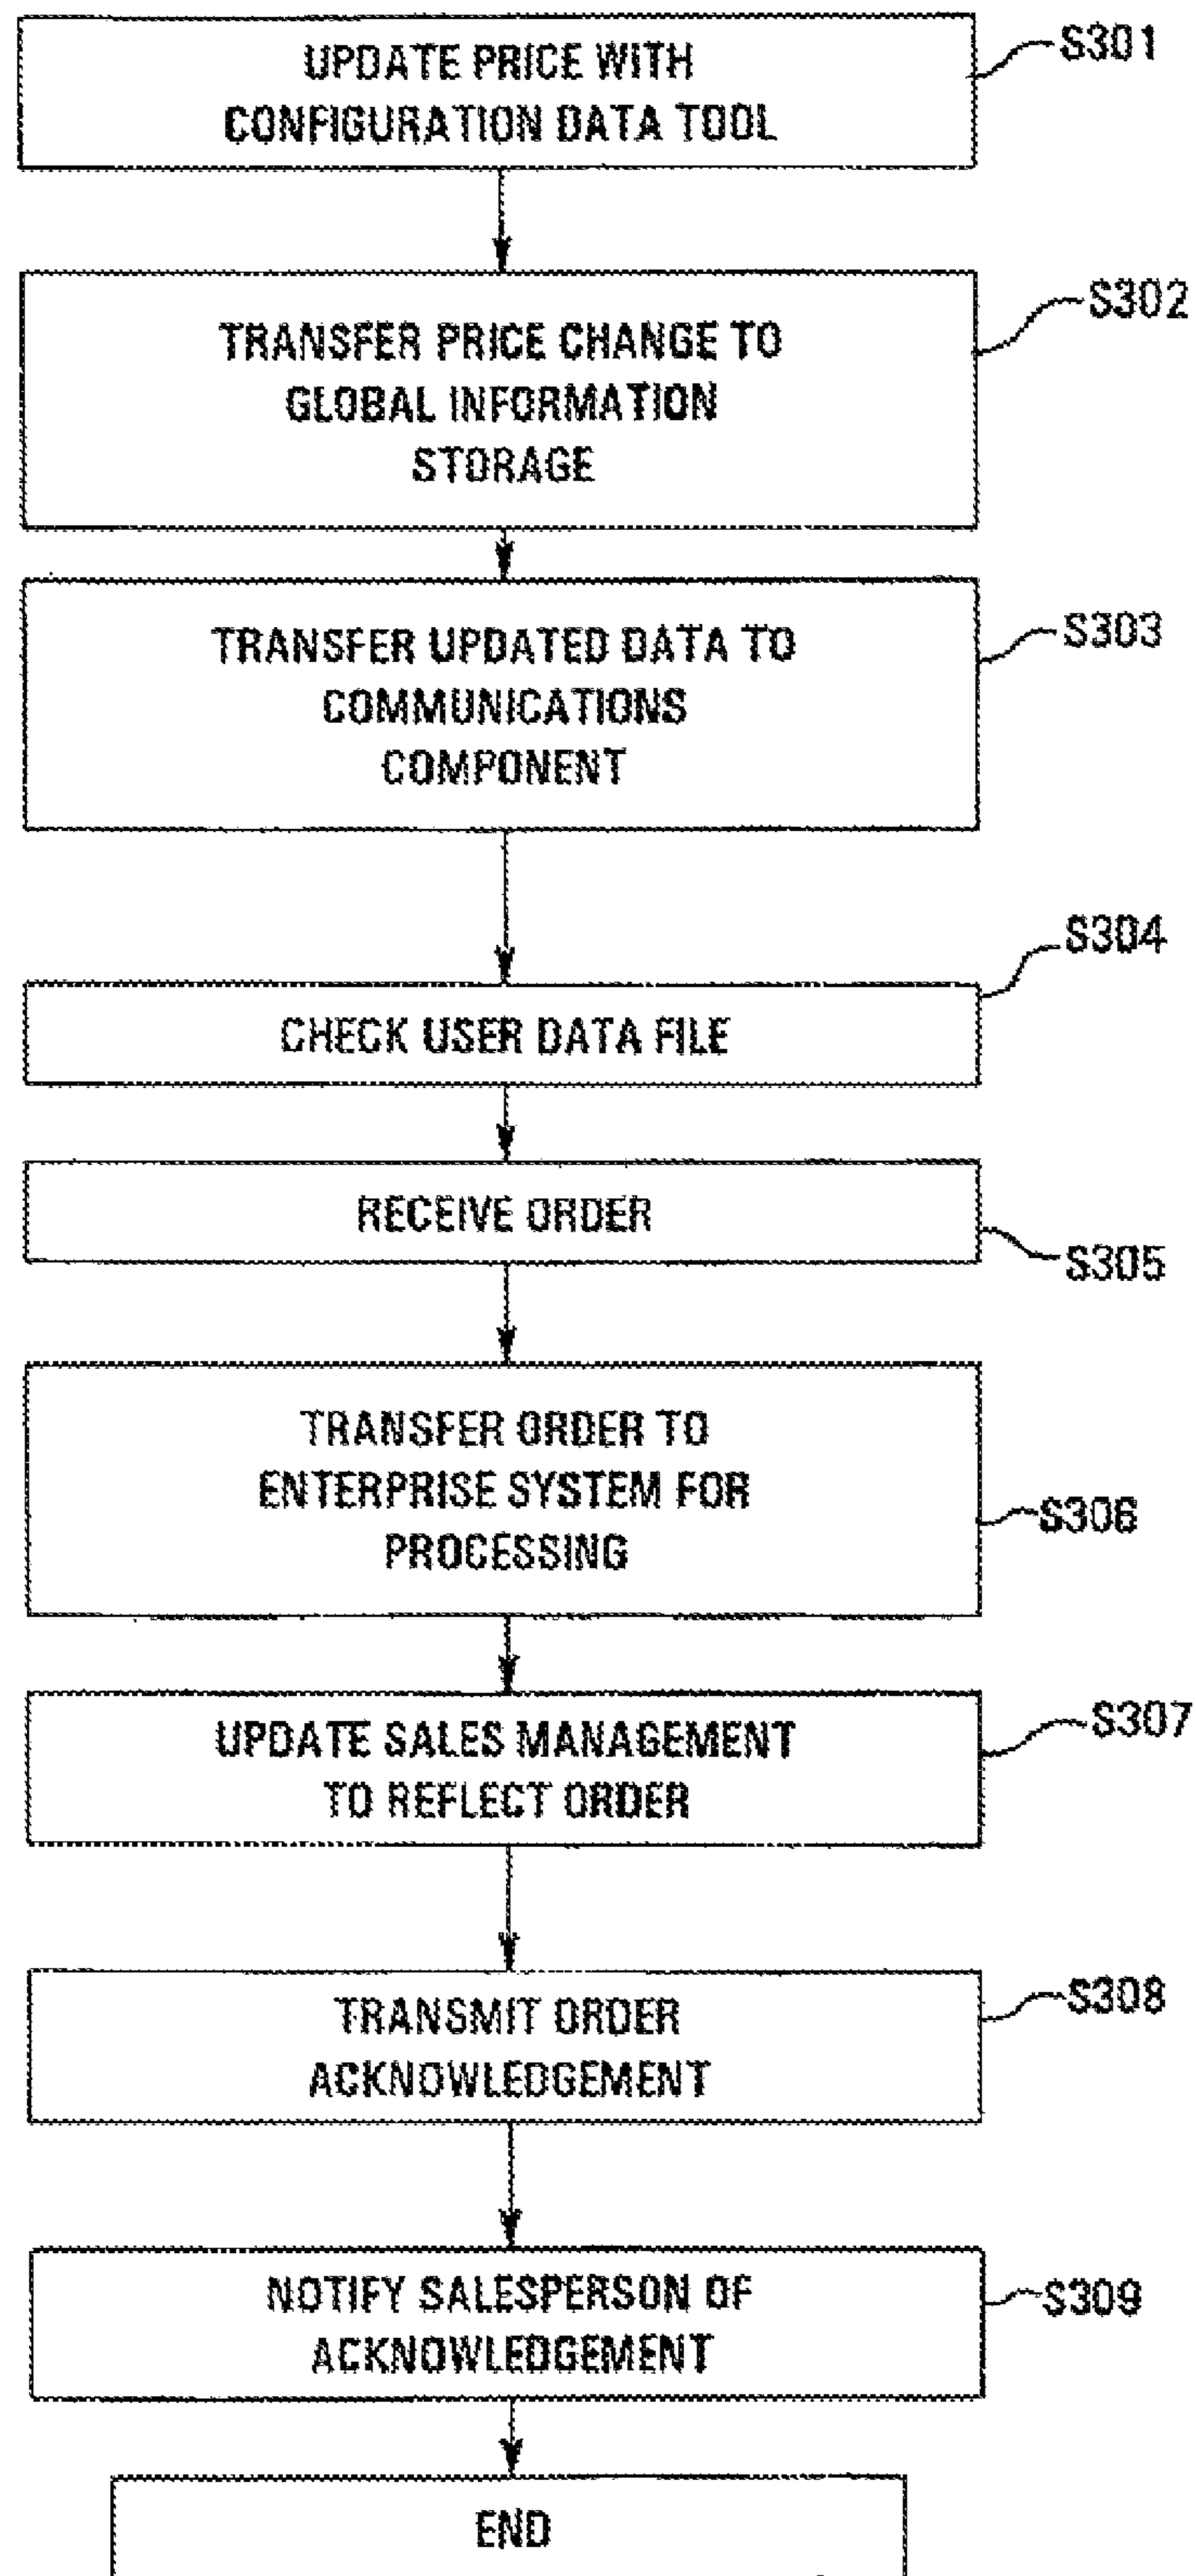 UPDATE PRICE WITH
CONFIGURATION DATA TOOL
S301
TRANSFER PRICE CHANGE TO
GLOBAL INFORMATION
STORAGE
S302
TRANSFER UPDATED DATA TO
COMMUNICATIONS
COMPONENT
S303
CHECK USER DATA FILE
S304
RECEIVE ORDER
S305
TRANSFER ORDER TO
ENTERPRISE SYSTEM FOR
PROCESSING
S306
UPDATE SALES MANAGEMENT
TO REFLECT ORDER
S307
TRANSMIT ORDER
ACKNOWLEDGEMENT
S308
NOTIFY SALESPERSON OF
ACKNOWLEDGEMENT
S309
END